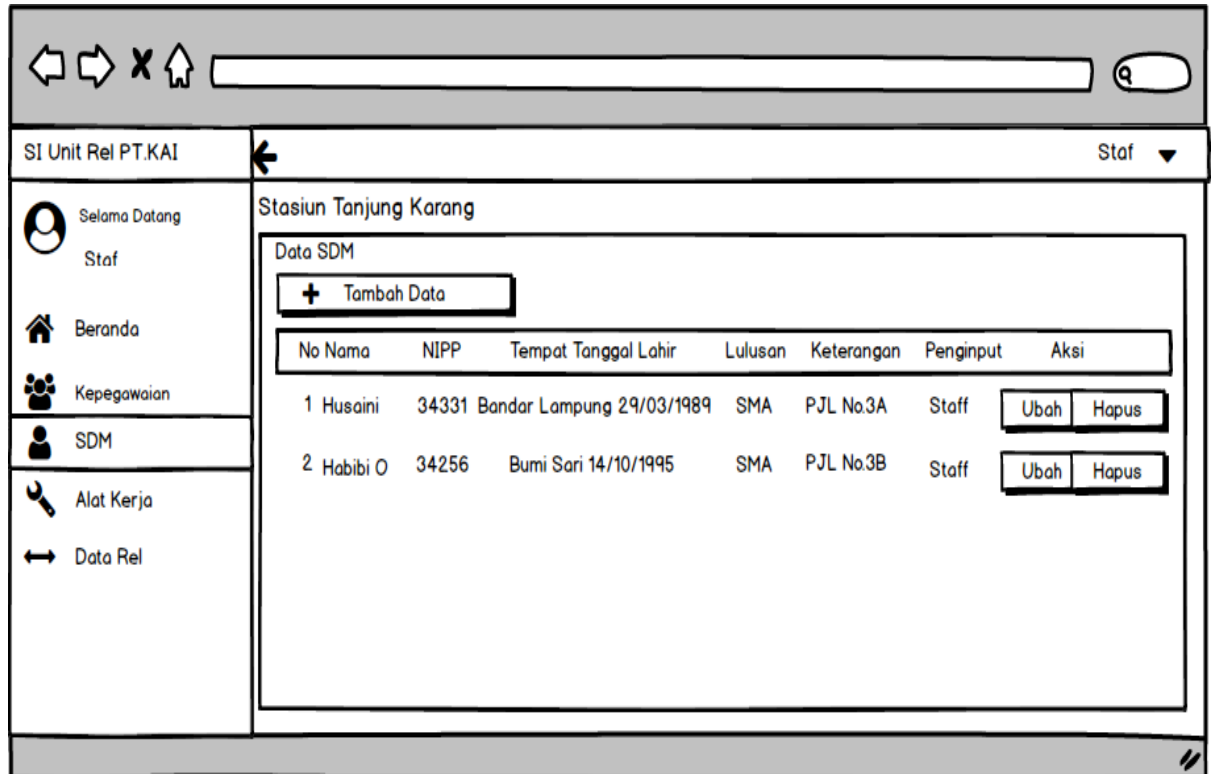 SI Unit Rel PT.KAI
Staf
Selama Datang
Staf
Beranda
Kepegawaian
SDM
Alat Kerja
Data Rel
Stasiun Tanjung Karang
Data SDM
Tambah Data
No Nama NIPP Tempat Tanggal Lahir Lulusan Keterangan Penginput Aksi
1 Husaini 34331 Bandar Lampung 29/03/1989 SMA PJL No.3A Staff Ubah Hapus
2 Habibi O 34256 Bumi Sari 14/10/1995 SMA PJL No.3B Staff Ubah Hapus